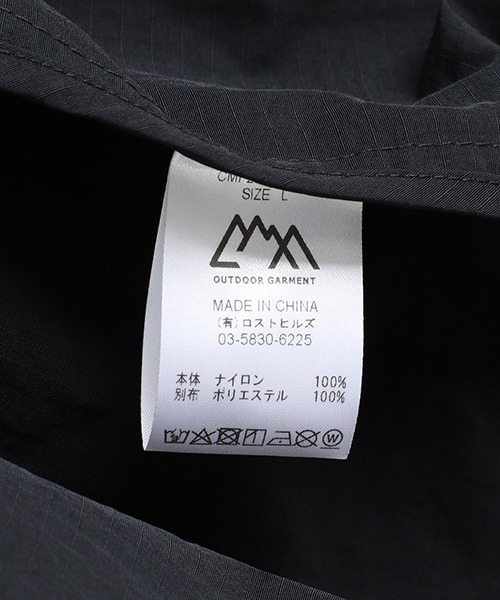 SIZE L
OUTDOOR GARMENT
MADE IN CHINA
(有)ロストヒルズ
03-5830-6225
本体 ナイロン 100%
別布 ポリエステル 100%
W